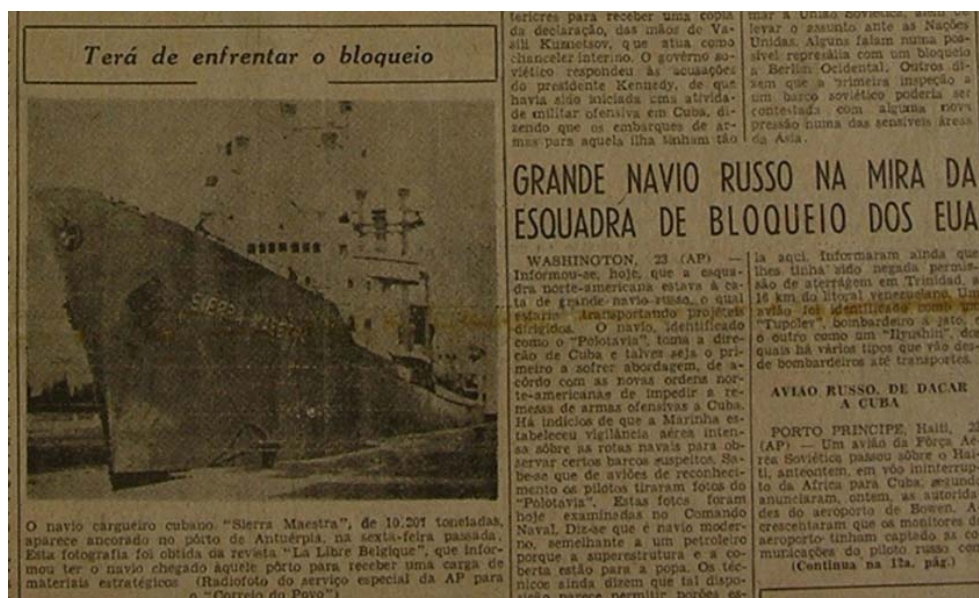 Terá de enfrentar o bloqueio
SIERRA MAESTRA
O navio cargueiro cubano "Sierra Maestra", de 10.207 toneladas,
aparece ancorado no pôrto de Antuérpia, na sexta-feira passada.
Esta fotografia foi obtida da revista "La Libre Belgique", que infor-
mou ter o navio chegado àquele pôrto para receber uma carga de
materiais estratégicos (Radiofoto do serviço especial da AP para
o "Correio do Povo")
teriores para receber uma cópia
da declaração, das mãos de Va-
sili Kuznetsov, que atua como
chanceler interino. O govêrno so-
viético respondeu às acusações
do presidente Kennedy, de que
havia sido iniciada uma ativida-
de militar ofensiva em Cuba, di-
zendo que os embarques de ar-
mas para aquela ilha tinham tão
mar a União Soviética, além de
levar o assunto ante as Nações
Unidas. Alguns falam numa pos-
sível represália com um bloqueio
a Berlim Ocidental. Outros di-
zem que a primeira inspeção a
um barco soviético poderia ser
contestada com alguma nova
pressão numa das sensíveis áreas
da Ásia.
GRANDE NAVIO RUSSO NA MIRA DA
ESQUADRA DE BLOQUEIO DOS EUA
WASHINGTON, 23 (AP) —
Informou-se, hoje, que a esqua-
dra norte-americana estava à ca-
ta de grande navio russo, o qual
estaria transportando projéteis
dirigidos. O navio, identificado
como o "Polotavia", toma a dire-
ção de Cuba e talvez seja o pri-
meiro a sofrer abordagem, de a-
côrdo com as novas ordens nor-
te-americanas de impedir a re-
messa de armas ofensivas a Cuba.
Há indícios de que a Marinha es-
tabeleceu vigilância aérea inten-
sa sôbre as rotas navais para ob-
servar certos barcos suspeitos. Sa-
be-se que de aviões de reconheci-
mento os pilotos tiraram fotos do
"Polotavia". Estas fotos foram
hoje examinadas no Comando
Naval. Diz-se que é navio moder-
no, semelhante a um petroleiro
porque a superestrutura e a co-
berta estão para a popa. Os téc-
nicos ainda dizem que tal dispo-
sição parece permitir porões es-
la aqui. Informaram ainda que
lhes tinha sido negada permis-
são de aterrágem em Trinidad, a
16 km do litoral venezuelano. Um
avião foi identificado como um
"Tupolev", bombardeiro a jato, e
o outro como um "Ilyushin", dos
quais há vários tipos que vão des-
de bombardeiros até transportes.
AVIÃO RUSSO, DE DACAR
A CUBA
PORTO PRINCIPE, Haiti, 23
(AP) — Um avião da Fôrça Aé-
rea Soviética passou sôbre o Hai-
ti, anteontem, em vôo ininterrup-
to da Africa para Cuba, segundo
anunciaram, ontem, as autorida-
des do aeroporto de Bowen. A-
crescentaram que os monitores do
aeroporto tinham captado as co-
municações do piloto russo com
(Continua na 12a. pág.)